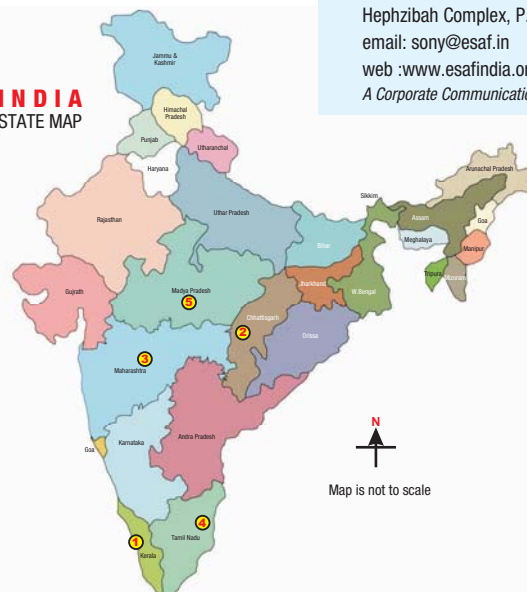 Hephzibah Complex, P.
email: sony@esaf.in
web :www.esafindia.or
A Corporate Communicatio
INDIA
STATE MAP
Jammu &
Kashmir
Himachal
Pradesh
Punjab
Utharanchal
Haryana
Rajasthan
Uthar Pradesh
Sikkim
Arunachal Pradesh
Assam
Goa
Meghalaya
Manipur
Bihar
Tripura
Mizoram
Gujrath
Madya Pradesh
5
Jharkhand
W.Bengal
Chhattisgarh
2
Orissa
3
Maharashtra
Karnataka
Andra Pradesh
Goa
N
Map is not to scale
4
Tamil Nadu
1
Kerala